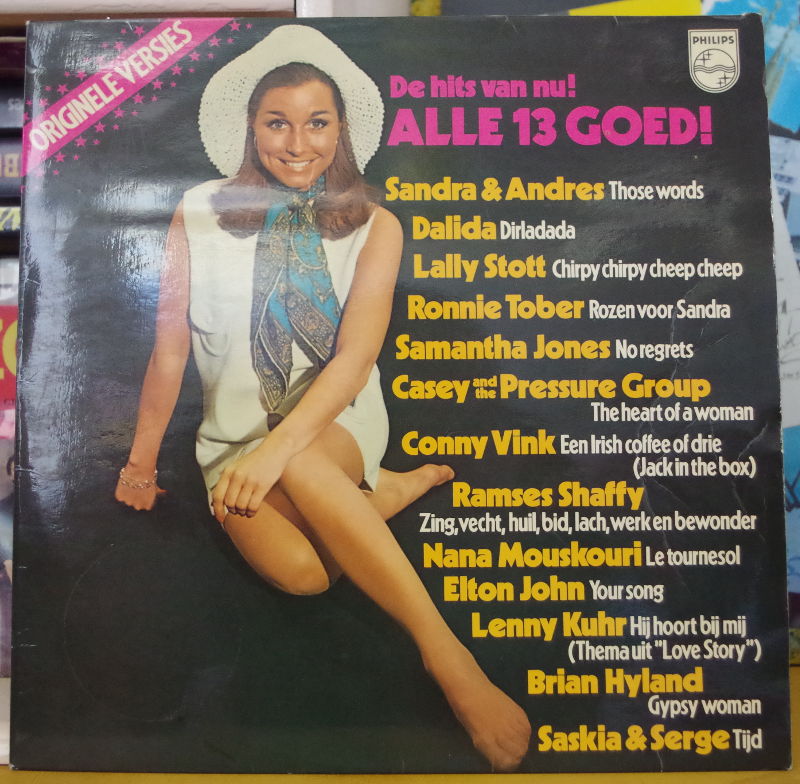 ORIGINELE VERSIES
PHILIPS
De hits van nu!
ALLE 13 GOED!
Sandra & Andres Those words
Dalida Dirladada
Lally Stott Chirpy chirpy cheep cheep
Ronnie Tober Rozen voor Sandra
Samantha Jones No regrets
Casey and the Pressure Group
The heart of a woman
Conny Vink Een Irish coffee of drie
(Jack in the box)
Ramses Shaffy
Zing, vecht, huil, bid, lach, werk en bewonder
Nana Mouskouri Le tournesol
Elton John Your song
Lenny Kuhr Hij hoort bij mij
(Thema uit "Love Story")
Brian Hyland
Gypsy woman
Saskia & Serge Tijd